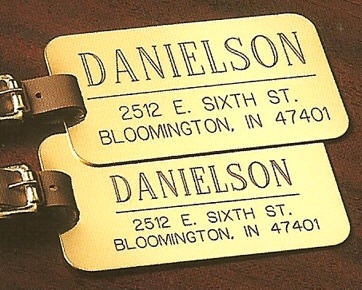 DANIELSON
2512 E. SIXTH ST.
BLOOMINGTON, IN 47401
DANIELSON
2512 E. SIXTH ST.
BLOOMINGTON, IN 47401